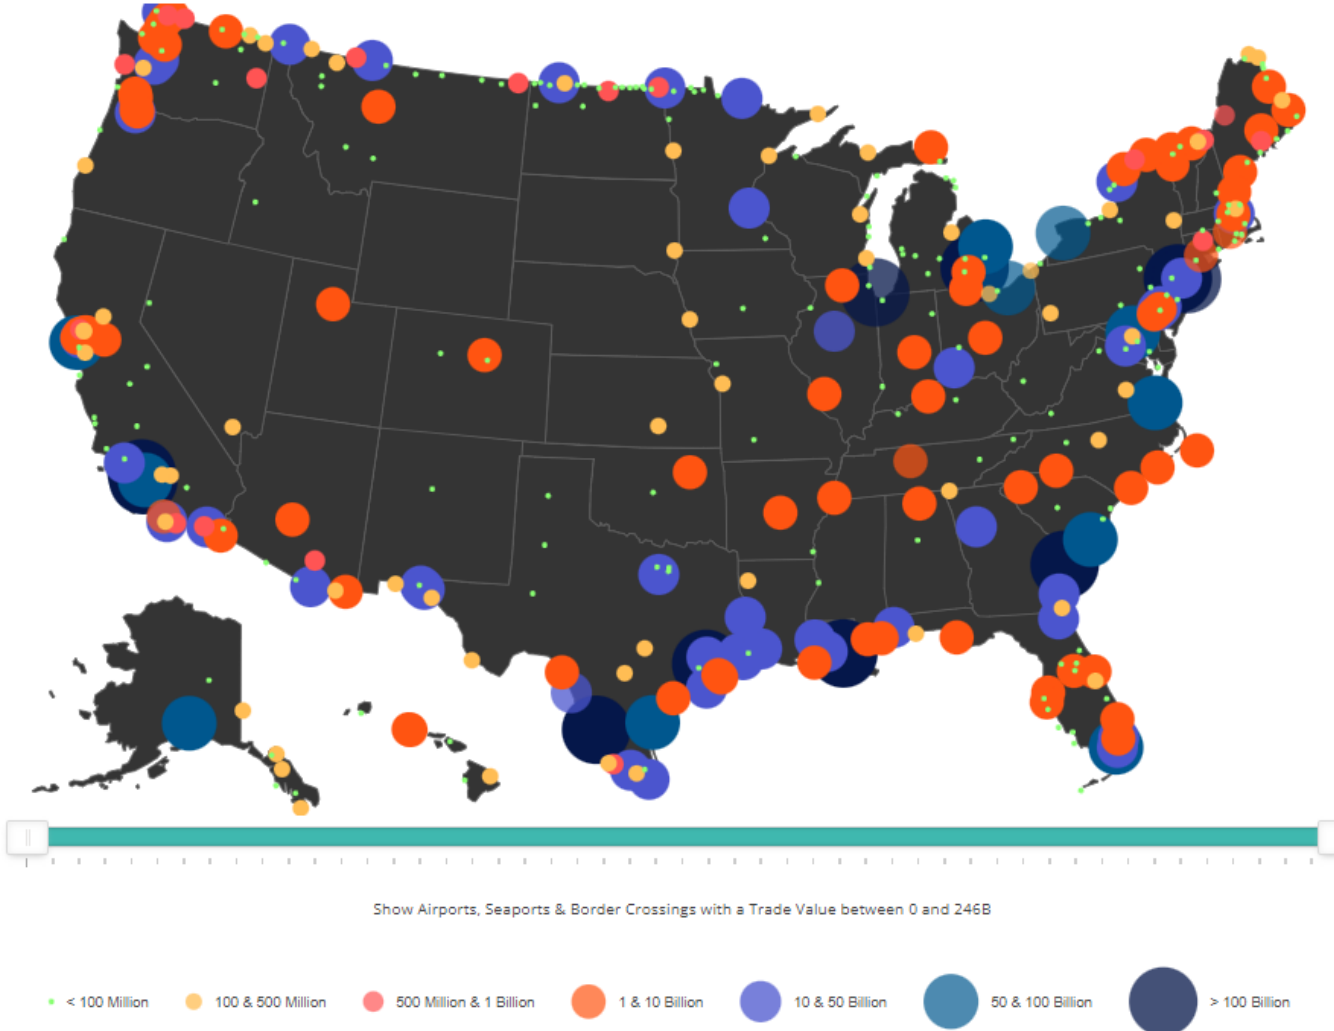 Show Airports, Seaports & Border Crossings with a Trade Value between 0 and 246B
< 100 Million 100 & 500 Million 500 Million & 1 Billion 1 & 10 Billion 10 & 50 Billion 50 & 100 Billion > 100 Billion